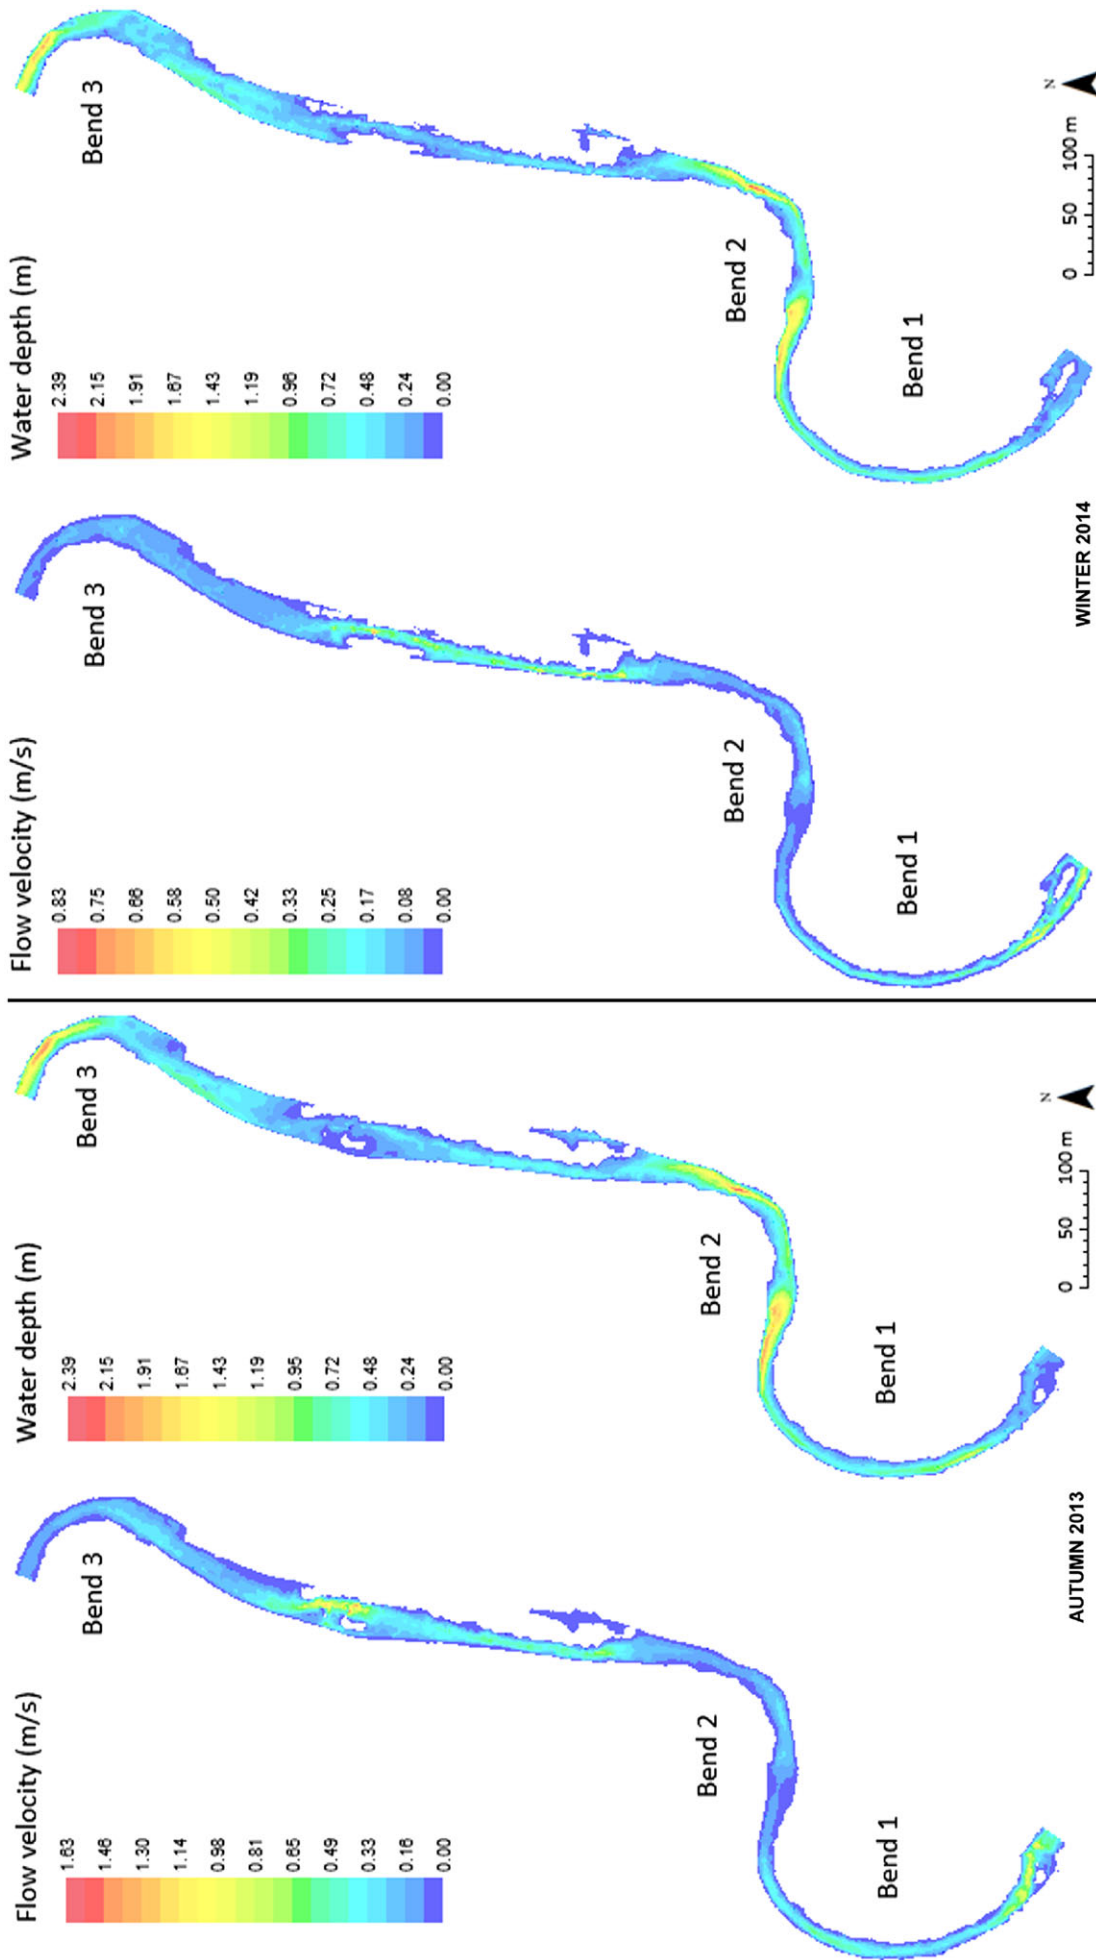 Flow velocity (m/s)
1.63
1.46
1.30
1.14
0.98
0.81
0.65
0.49
0.33
0.16
0.00
Bend 3
Bend 2
Bend 1
Water depth (m)
2.39
2.15
1.91
1.67
1.43
1.19
0.95
0.72
0.48
0.24
0.00
Bend 3
Bend 2
Bend 1
N
0 50 100 m
AUTUMN 2013
Flow velocity (m/s)
0.83
0.75
0.66
0.58
0.50
0.42
0.33
0.25
0.17
0.08
0.00
Bend 3
Bend 2
Bend 1
Water depth (m)
2.39
2.15
1.91
1.67
1.43
1.19
0.96
0.72
0.48
0.24
0.00
Bend 3
Bend 2
Bend 1
N
0 50 100 m
WINTER 2014